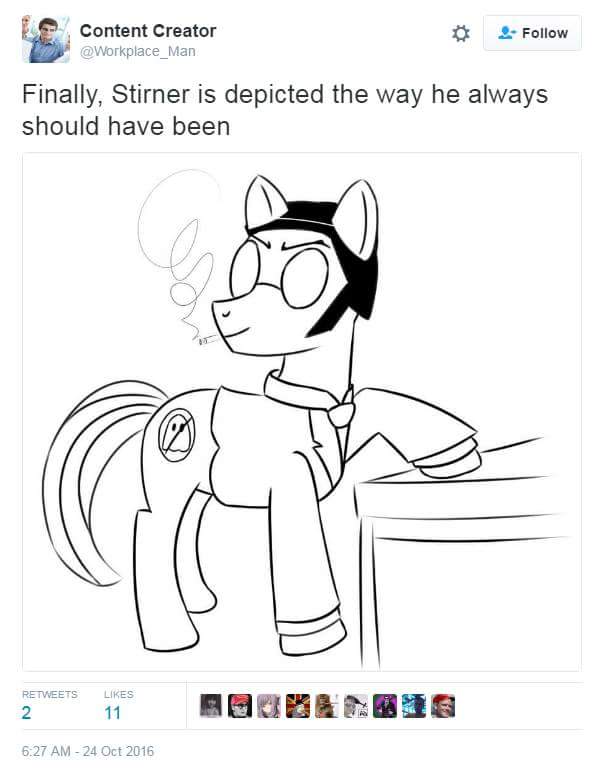 Content Creator
@Workplace_Man
Follow
Finally, Stirner is depicted the way he always
should have been
RETWEETS
LIKES
2
11
6:27 AM - 24 Oct 2016